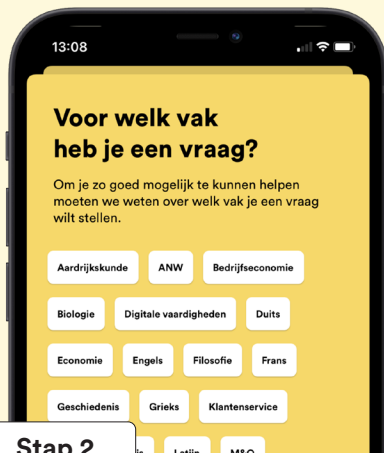 13:08
Voor welk vak
heb je een vraag?
Om je zo goed mogelijk te kunnen helpen
moeten we weten over welk vak je een vraag
wilt stellen.
Aardrijkskunde ANW Bedrijfseconomie
Biologie Digitale vaardigheden Duits
Economie Engels Filosofie Frans
Geschiedenis Grieks Klantenservice
Latijn M&O
Stap 2